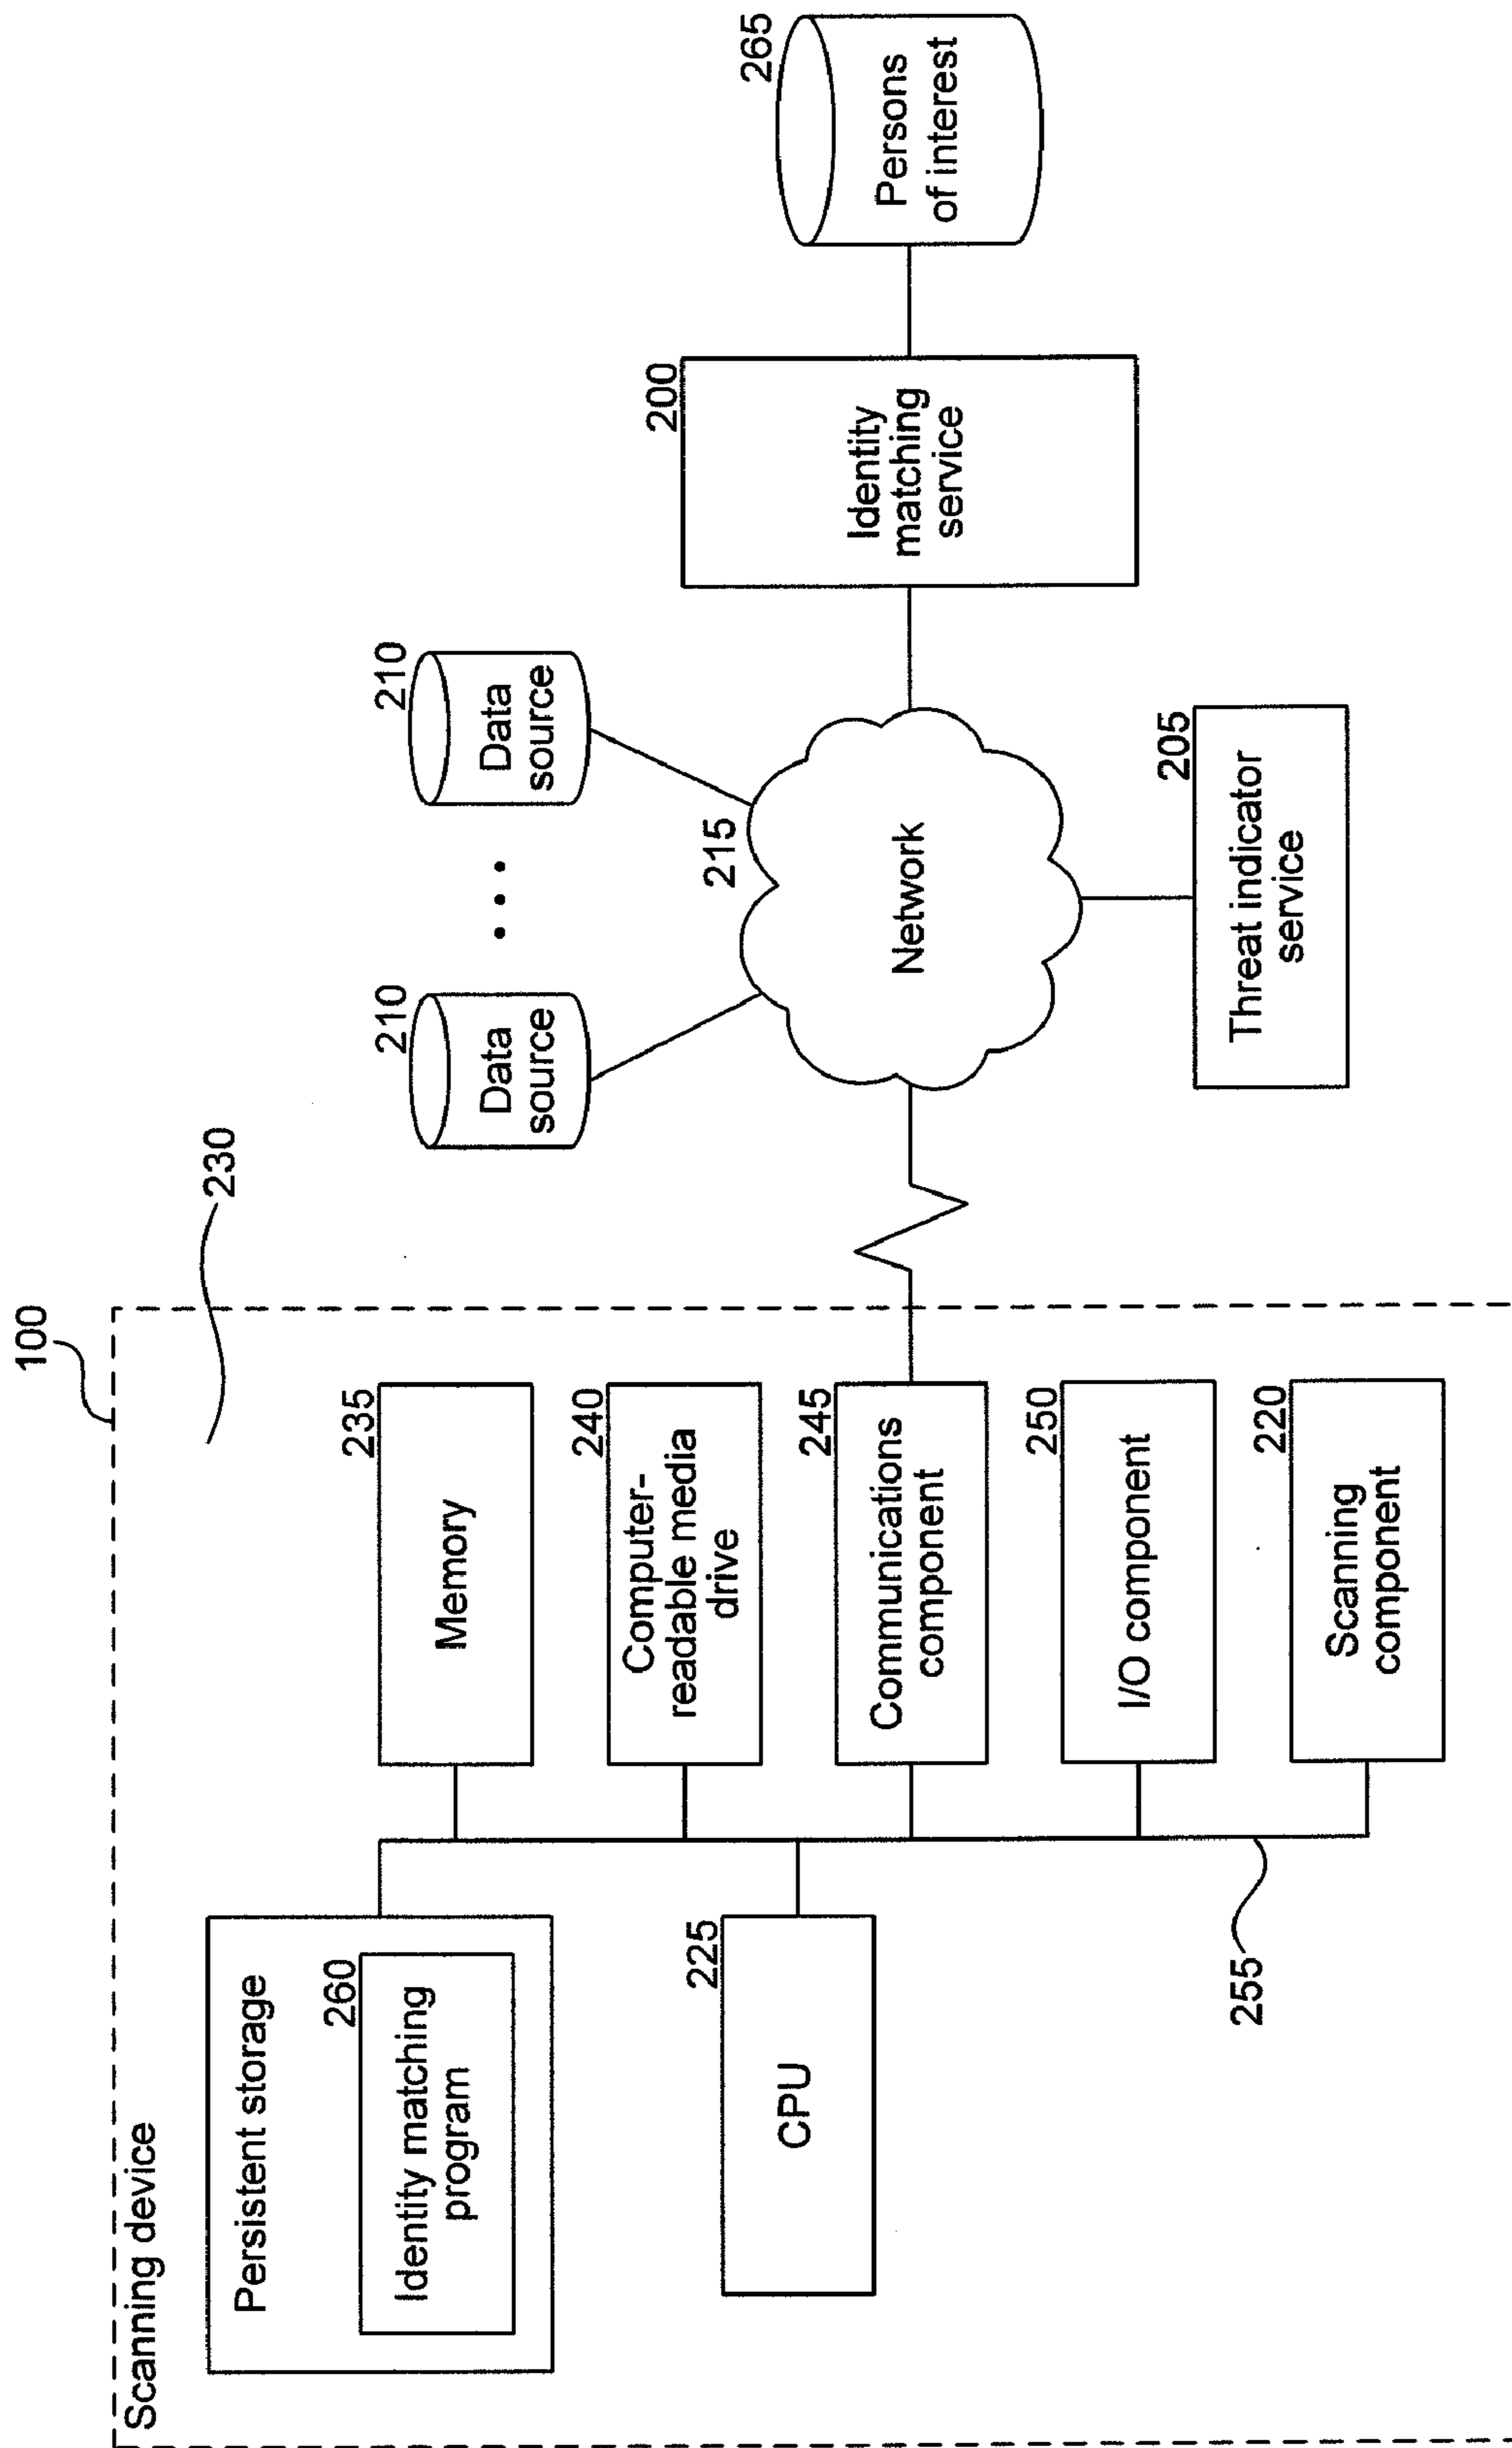 100
Scanning device
230
Persistent storage
260
Identity matching
program
225
CPU
255
235
Memory
240
Computer-
readable media
drive
245
Communications
component
250
I/O component
220
Scanning
component
210
Data
source
210
Data
source
215
Network
205
Threat indicator
service
200
Identity
matching
service
265
Persons
of interest